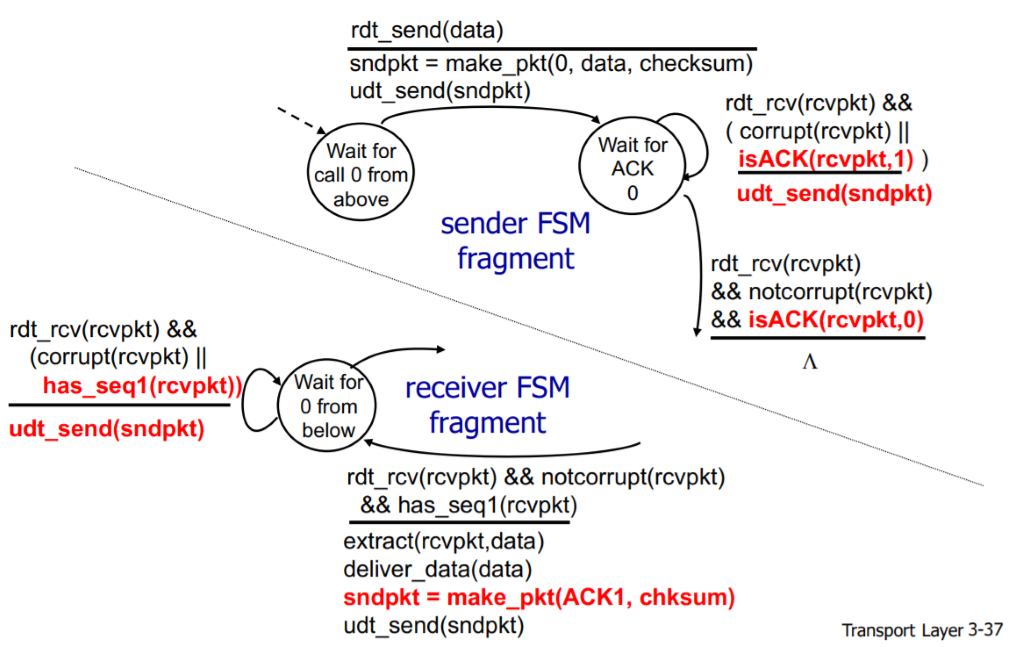 rdt_send(data)
sndpkt = make_pkt(0, data, checksum)
udt_send(sndpkt)
Wait for
call 0 from
above
Wait for
ACK
0
rdt_rcv(rcvpkt) &&
( corrupt(rcvpkt) ||
isACK(rcvpkt,1) )
udt_send(sndpkt)
sender FSM
fragment
rdt_rcv(rcvpkt)
&& notcorrupt(rcvpkt)
&& isACK(rcvpkt,0)
Λ
rdt_rcv(rcvpkt) &&
(corrupt(rcvpkt) ||
has_seq1(rcvpkt))
udt_send(sndpkt)
Wait for
0 from
below
receiver FSM
fragment
rdt_rcv(rcvpkt) && notcorrupt(rcvpkt)
&& has_seq1(rcvpkt)
extract(rcvpkt,data)
deliver_data(data)
sndpkt = make_pkt(ACK1, chksum)
udt_send(sndpkt)
Transport Layer 3-37